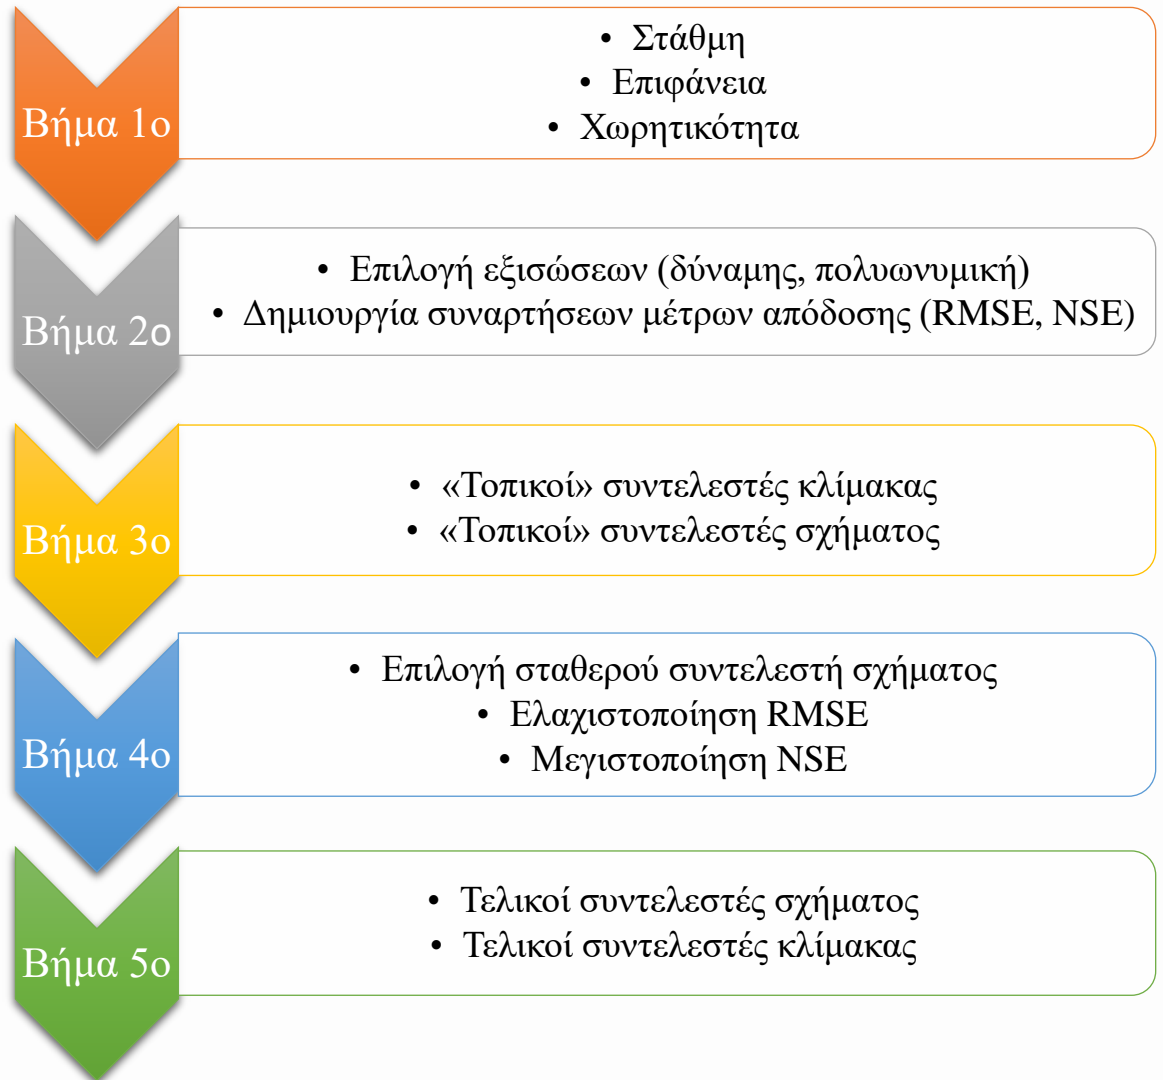 Βήμα 1ο
• Στάθμη
• Επιφάνεια
• Χωρητικότητα
Βήμα 2ο
• Επιλογή εξισώσεων (δύναμης, πολυωνυμική)
• Δημιουργία συναρτήσεων μέτρων απόδοσης (RMSE, NSE)
Βήμα 3ο
• «Τοπικοί» συντελεστές κλίμακας
• «Τοπικοί» συντελεστές σχήματος
Βήμα 4ο
• Επιλογή σταθερού συντελεστή σχήματος
• Ελαχιστοποίηση RMSE
• Μεγιστοποίηση NSE
Βήμα 5ο
• Τελικοί συντελεστές σχήματος
• Τελικοί συντελεστές κλίμακας